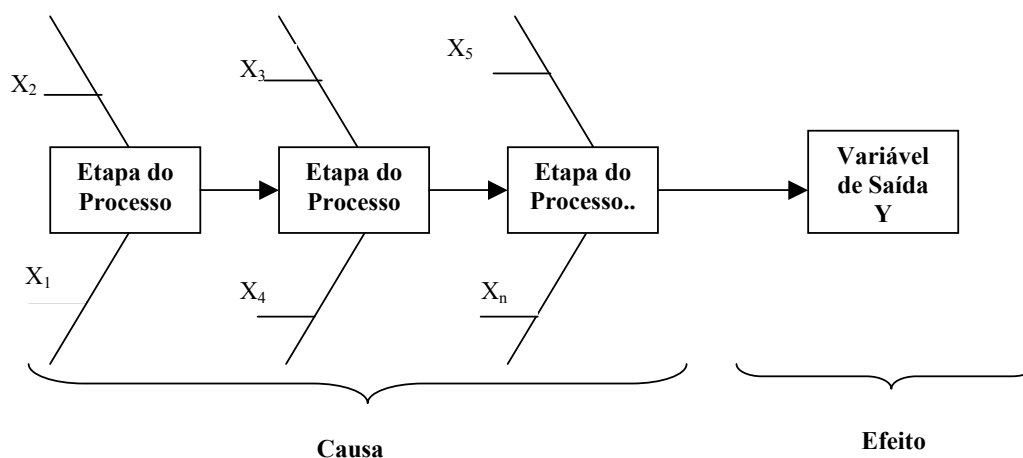 X5
X3
X2
Etapa do
Processo
Etapa do
Processo
Etapa do
Processo..
Variável
de Saída
Y
X1
X4
Xn
Causa
Efeito